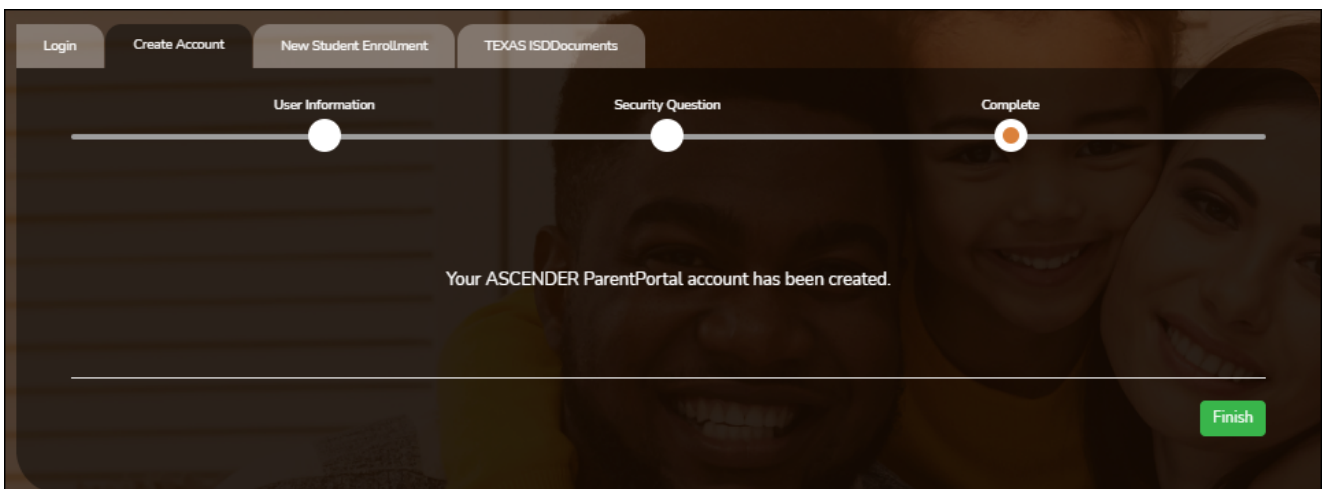 Login
Create Account
New Student Enrollment
TEXAS ISDDocuments
User Information
Security Question
Complete
Your ASCENDER ParentPortal account has been created.
Finish